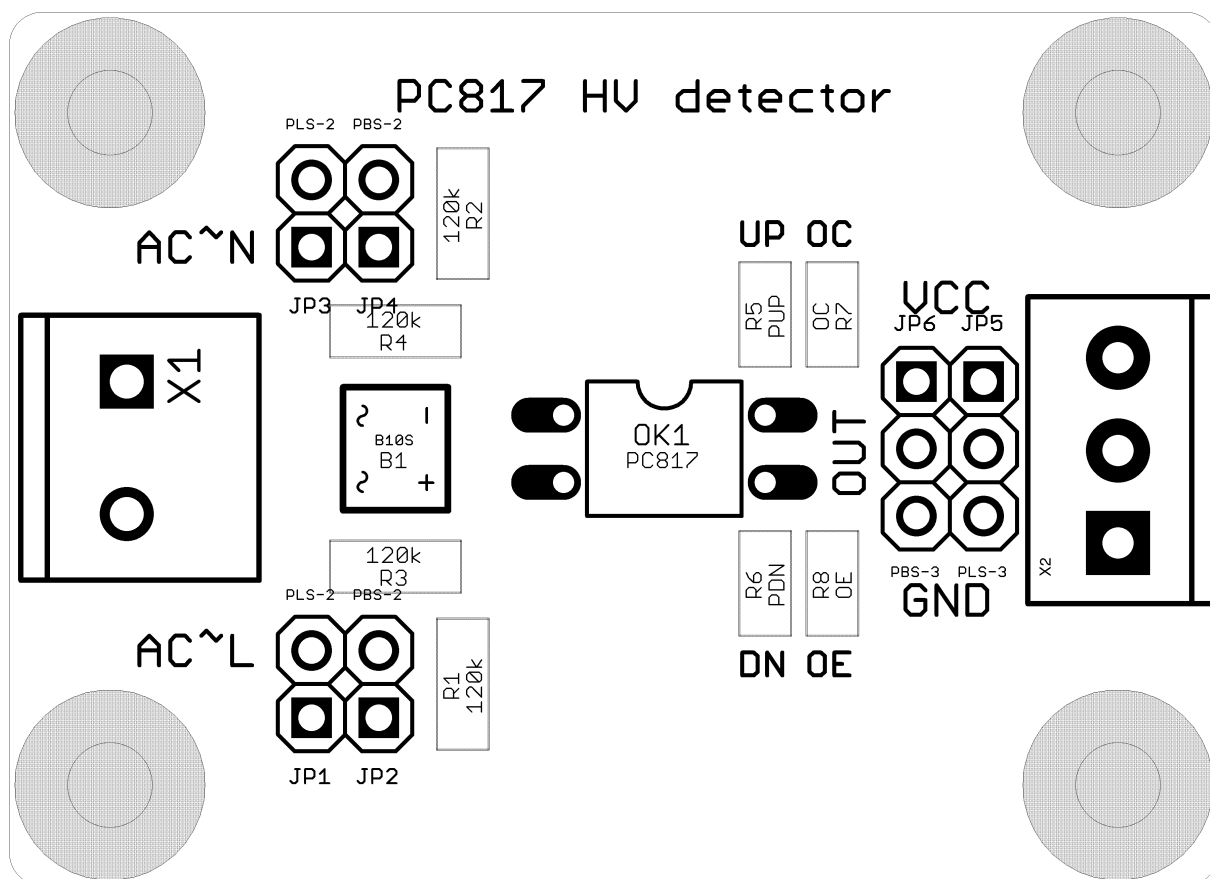 PC817 HV detector
PLS-2 PBS-2
120k
R2
AC~N
UP OC
JP3 JP4
VCC
JP6 JP5
R5
PUP
OC
R7
120k
R4
X1
~ -
B10S
B1
~ +
OK1
PC817
OUT
120k
R3
PLS-2 PBS-2
R6
PDN
R8
OE
PBS-3 PLS-3
X2
GND
AC~L
DN OE
R1
120k
JP1 JP2